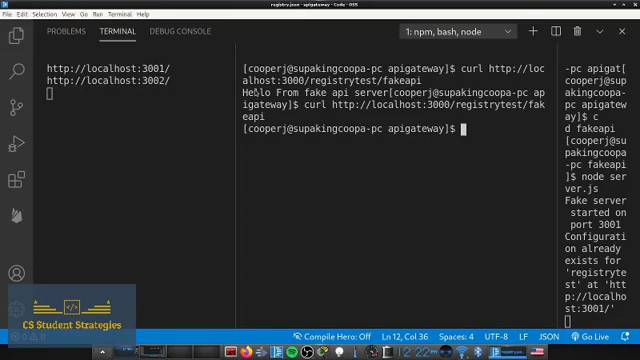 registry.json - apigateway - Code - OSS
File Edit Selection View Go Run Terminal Help
PROBLEMS TERMINAL DEBUG CONSOLE 1: npm, bash, node
http://localhost:3001/
http://localhost:3002/
[cooperj@supakingcoopa-pc apigateway]$ curl http://loc
alhost:3000/registrytest/fakeapi
Hello From fake api server[cooperj@supakingcoopa-pc ap
igateway]$ curl http://localhost:3000/registrytest/fak
eapi
[cooperj@supakingcoopa-pc apigateway]$
-pc apigat[
cooperj@sup
akingcoopa-
pc apigatew
ay]$ c
d fakeapi
[cooperj@su
pakingcoopa
-pc fakeapi
]$ node ser
ver.js
Fake server
started on
port 3001
Configurati
on already
exists for
'registryte
st' at 'htt
p://localho
st:3001/'
CS Student Strategies
0 0 Compile Hero: Off Ln 12, Col 36 Spaces: 4 UTF-8 LF JSON Go Live